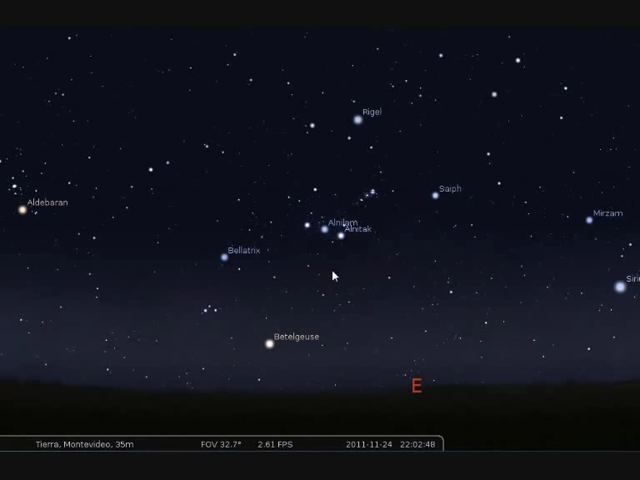 Rigel
Saiph
Aldebaran
Mirzam
Alnilam
Alnitak
Bellatrix
Betelgeuse
E
Tierra, Montevideo, 35m FOV 32.7° 2.61 FPS 2011-11-24 22:02:48